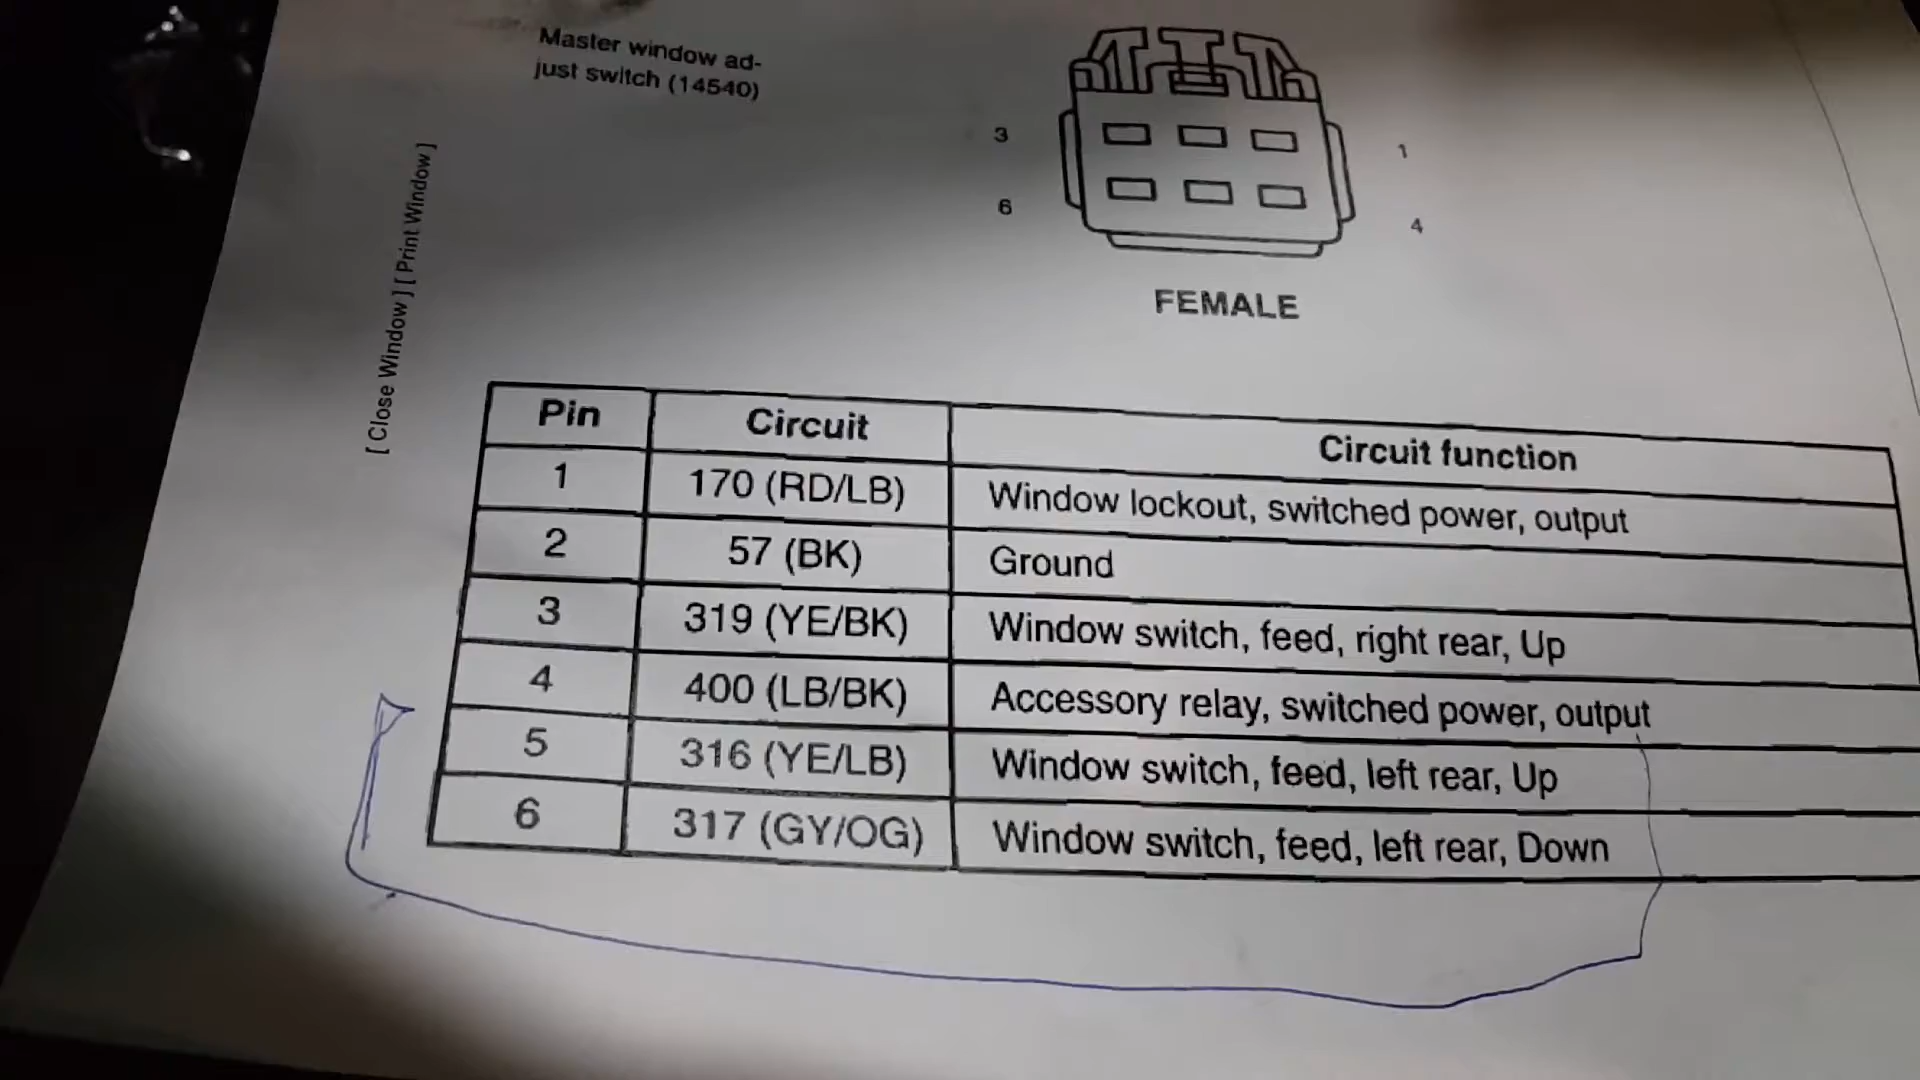 Master window ad-
just switch (14540)
[ Close Window ] [ Print Window ]
3
1
6
4
FEMALE
Pin Circuit Circuit function
1 170 (RD/LB) Window lockout, switched power, output
2 57 (BK) Ground
3 319 (YE/BK) Window switch, feed, right rear, Up
4 400 (LB/BK) Accessory relay, switched power, output
5 316 (YE/LB) Window switch, feed, left rear, Up
6 317 (GY/OG) Window switch, feed, left rear, Down